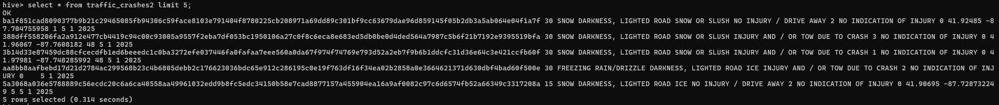 hive> select * from traffic_crashes2 limit 5;
OK
ba1f851cad8090377b9b21c29465085fb94306c59face8103e791404f8780225cb208971a69dd89c301bf9cc63679dae96d859145f05b2db3a5ab064e04f1a7f 30 SNOW DARKNESS, LIGHTED ROAD SNOW OR SLUSH NO INJURY / DRIVE AWAY 2 NO INDICATION OF INJURY 0 41.92485 -8
7.704755958 1 5 1 2025
388dff558206fa2a912e477cb4419c94c00c93005a9557f2eba7df053bc1950106a27c0f8c6eca8e683ed5db0be0d4ded564a7987c5b6f21b7192e9395519bfa 30 SNOW DARKNESS, LIGHTED ROAD SNOW OR SLUSH INJURY AND / OR TOW DUE TO CRASH 3 NO INDICATION OF INJURY 0 4
1.96067 -87.7608182 48 5 1 2025
3b14d33e87459dc88cfcecdfb1ed6beeedc1c0ba3272efe037446fa0fafaa7eee560a0da67f974f74769e793d52a2eb7f9b6b1ddcfc31d36e64c3e421ccfb60f 30 SNOW DARKNESS, LIGHTED ROAD SNOW OR SLUSH INJURY AND / OR TOW DUE TO CRASH 1 NO INDICATION OF INJURY 0 4
1.97981 -87.748285992 48 5 1 2025
aa8bb8aafbebd17d21d2784ac299568b23c4b6805debb2c176623036bdc65e912c286195c0e19f763df16f34ea02b2858a0e3664621371d630dbf4bad60f500e 30 FREEZING RAIN/DRIZZLE DARKNESS, LIGHTED ROAD ICE INJURY AND / OR TOW DUE TO CRASH 2 NO INDICATION OF INJ
URY 0    5 1 2025
5a3068a036e5788889c56ecdc20c6a6ca40558aa49961032edd9b8fc5edc34150b58e7cad8877157a455904ea16a9af0082c97c6d6574fb52a66349c3317208a 15 SNOW DARKNESS, LIGHTED ROAD ICE NO INJURY / DRIVE AWAY 2 NO INDICATION OF INJURY 0 41.90695 -87.72873224
9 5 5 1 2025
5 rows selected (0.314 seconds)